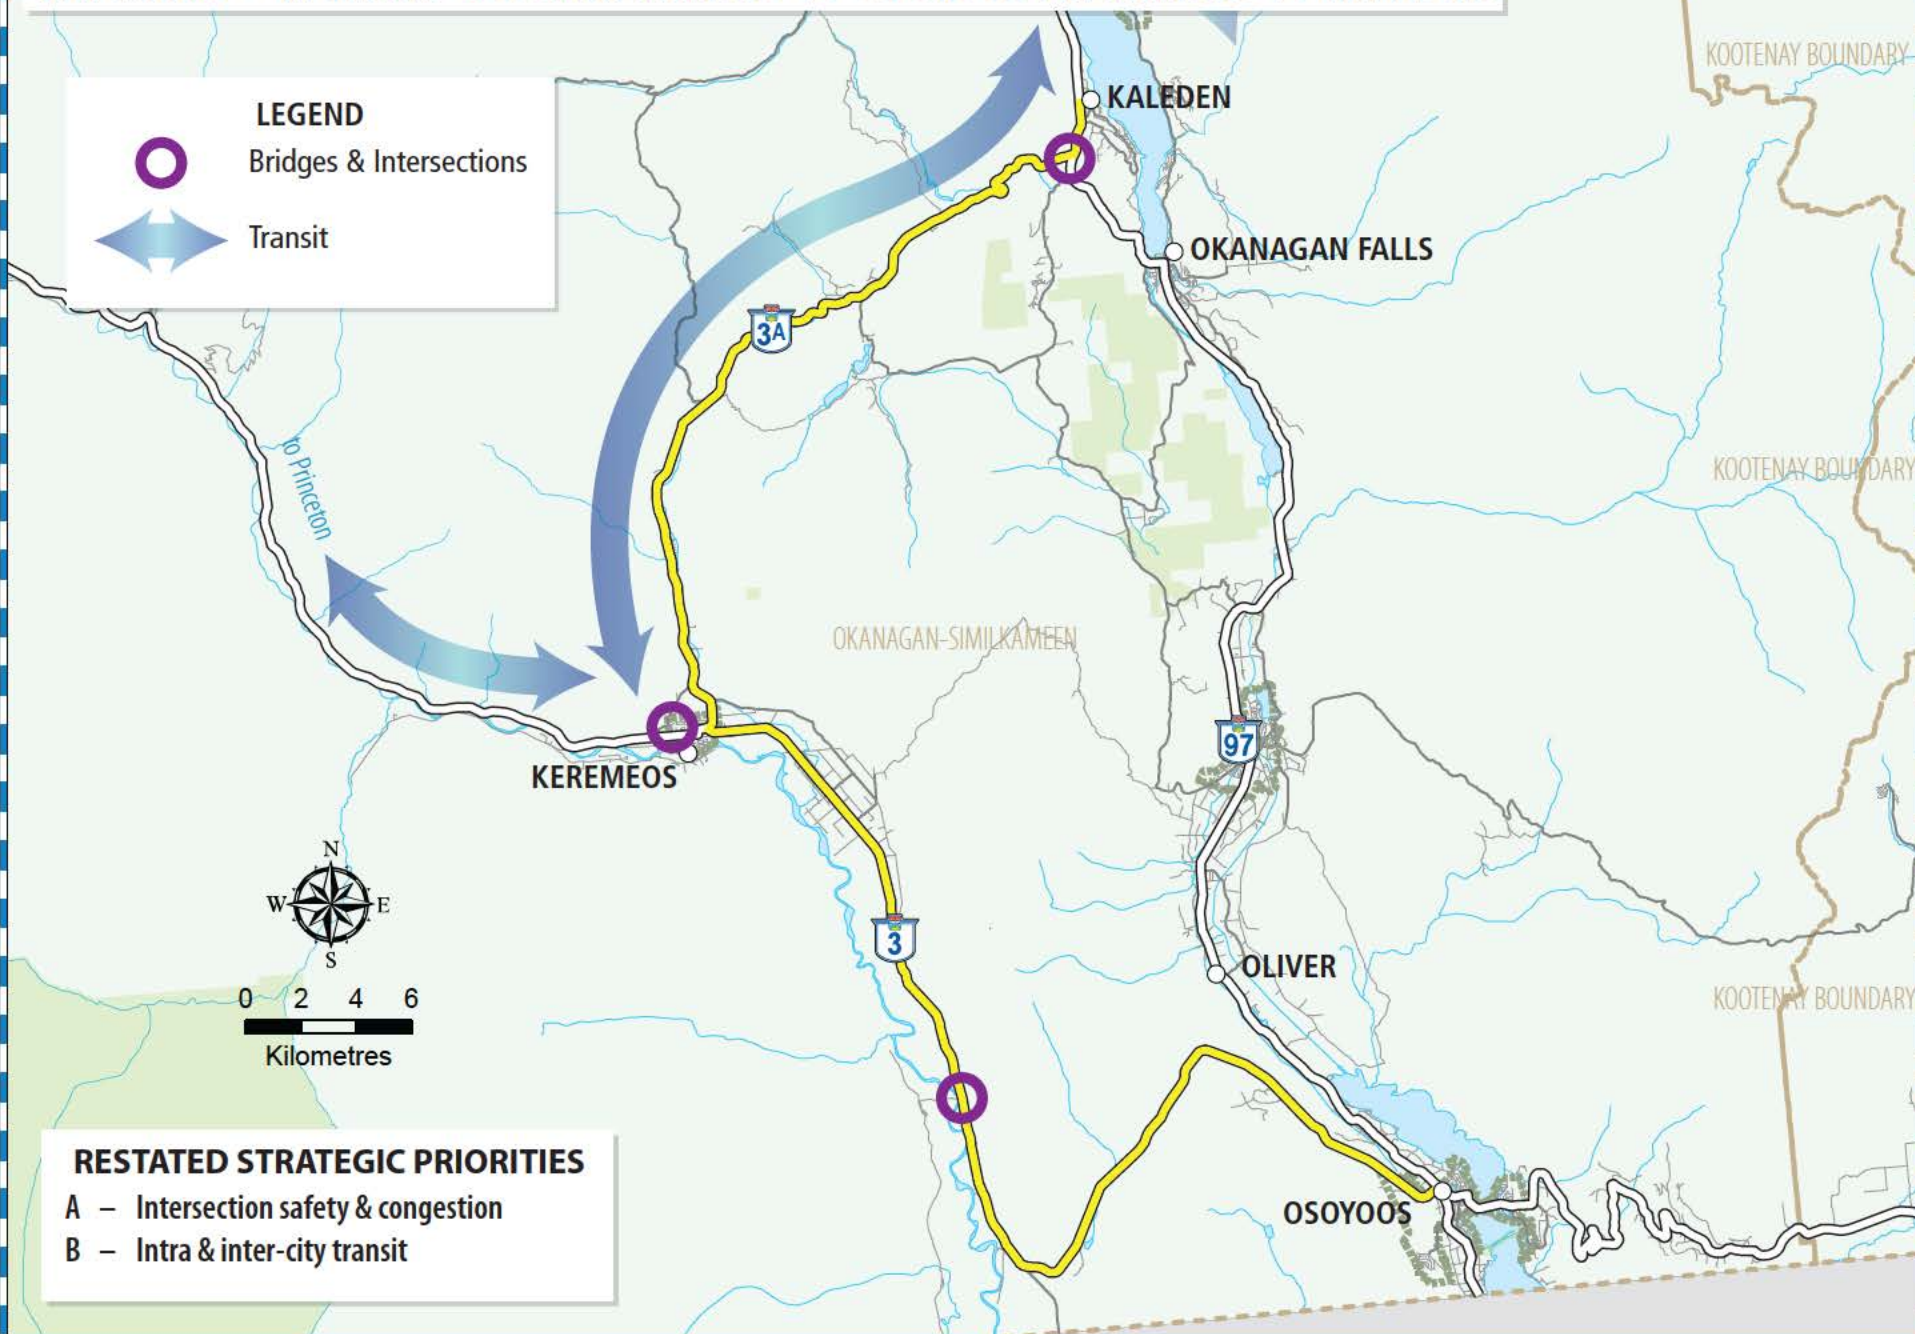 KOOTENAY BOUNDARY
LEGEND
Bridges & Intersections
Transit
KALEDEN
OKANAGAN FALLS
3A
to Princeton
KOOTENAY BOUNDARY
OKANAGAN-SIMILKAMEEN
97
KEREMEOS
N
W E
S
3
OLIVER
0 2 4 6
Kilometres
KOOTENAY BOUNDARY
RESTATED STRATEGIC PRIORITIES
A – Intersection safety & congestion
B – Intra & inter-city transit
OSOYOOS